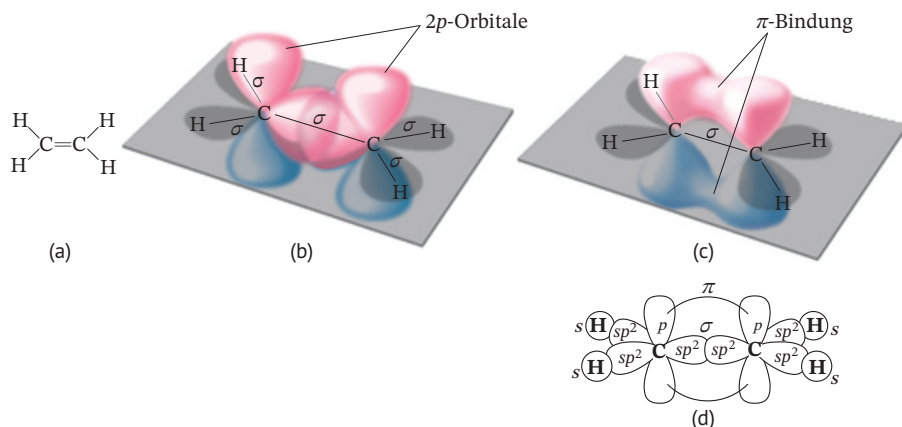 2p-Orbitale
H
σ
C
σ
H
σ
C
σ
H
σ
H
π-Bindung
H
C
σ
H
C
H
H
H
H
C=C
H
H
(a)
(b)
(c)
π
s H sp² p σ p sp² H s
s H sp² C sp² sp² C sp² H s
(d)